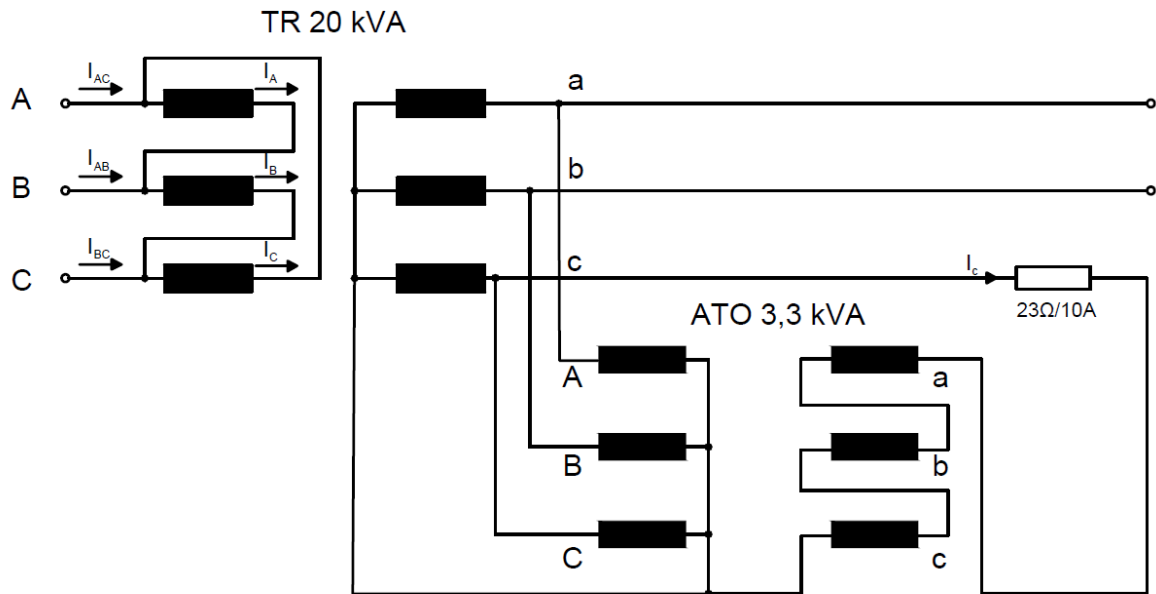 TR 20 kVA
I_AC
I_A
A
a
I_AB
I_B
B
b
I_BC
I_C
C
c
I_c
23Ω/10A
ATO 3,3 kVA
A
a
B
b
C
c